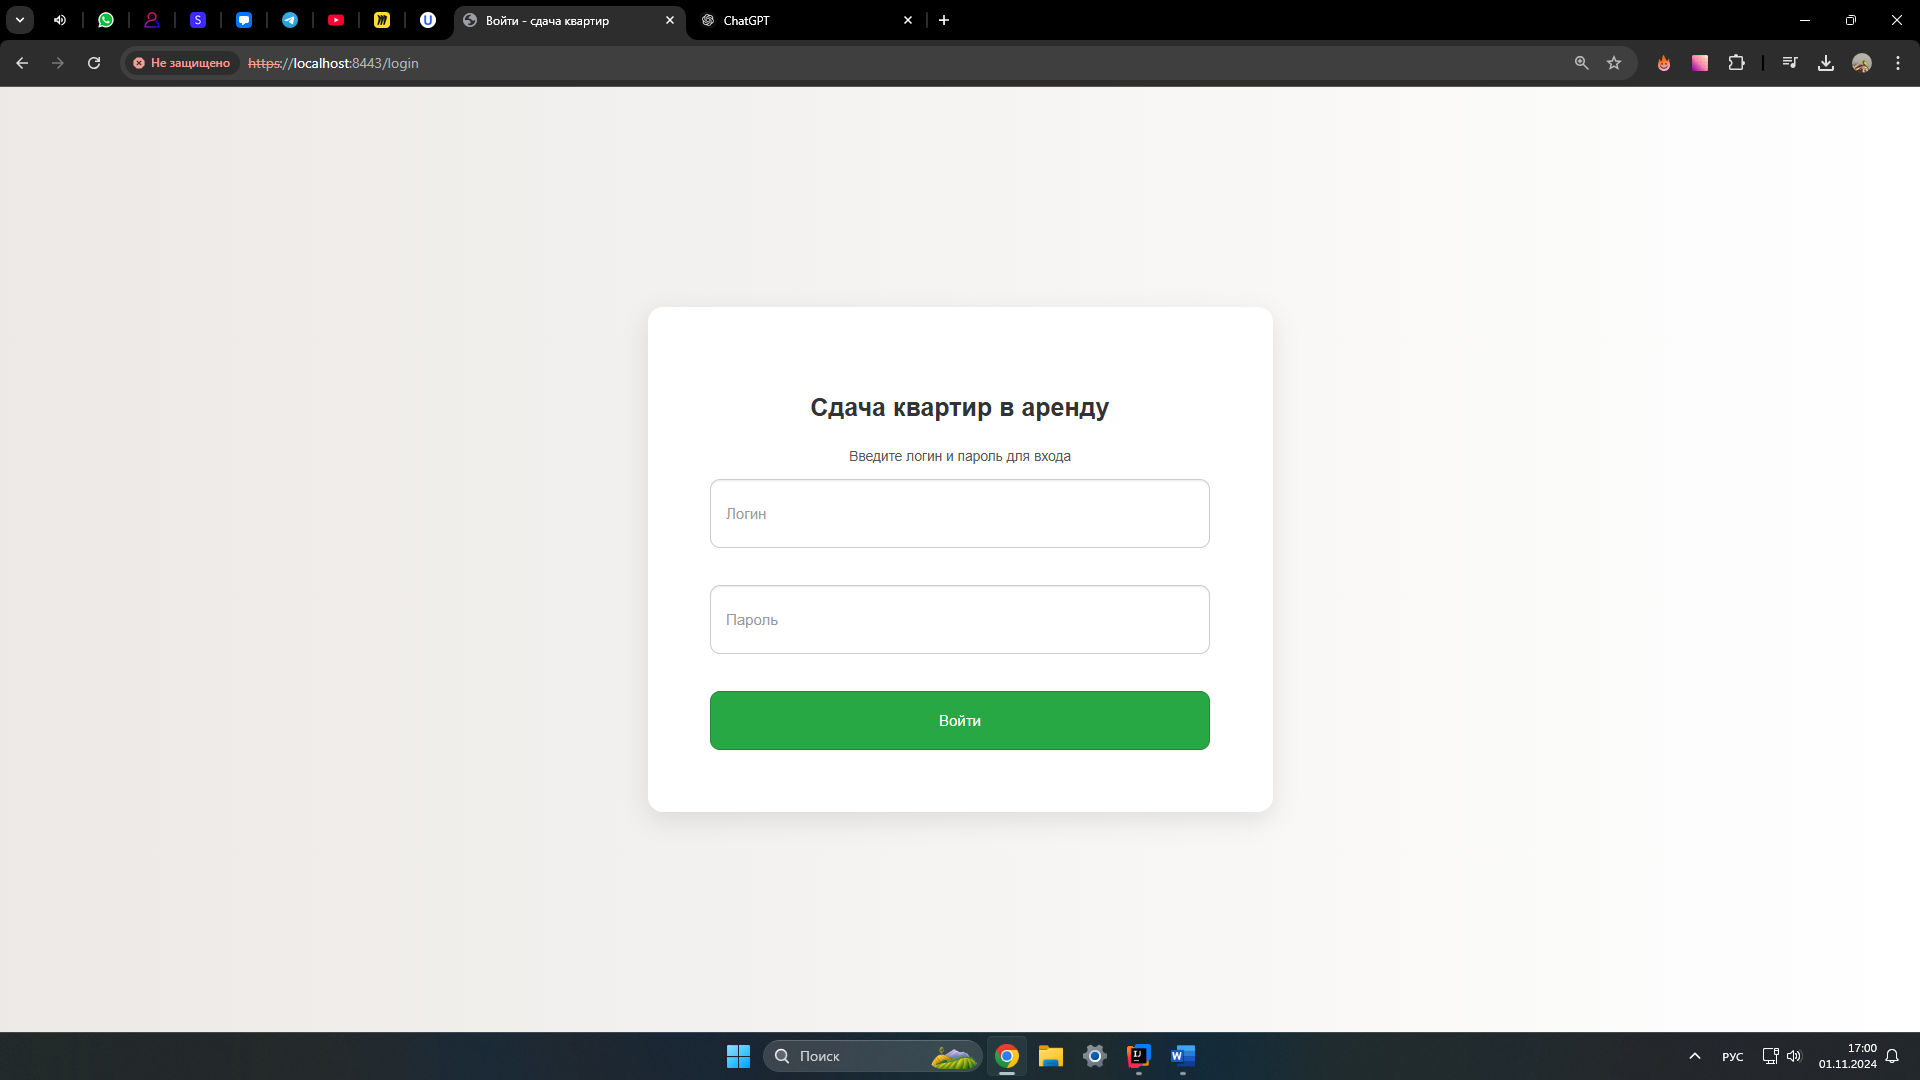 Войти - сдача квартир
ChatGPT
Не защищено
https://localhost:8443/login
Сдача квартир в аренду
Введите логин и пароль для входа
Логин
Пароль
Войти
Поиск
РУС
17:00
01.11.2024